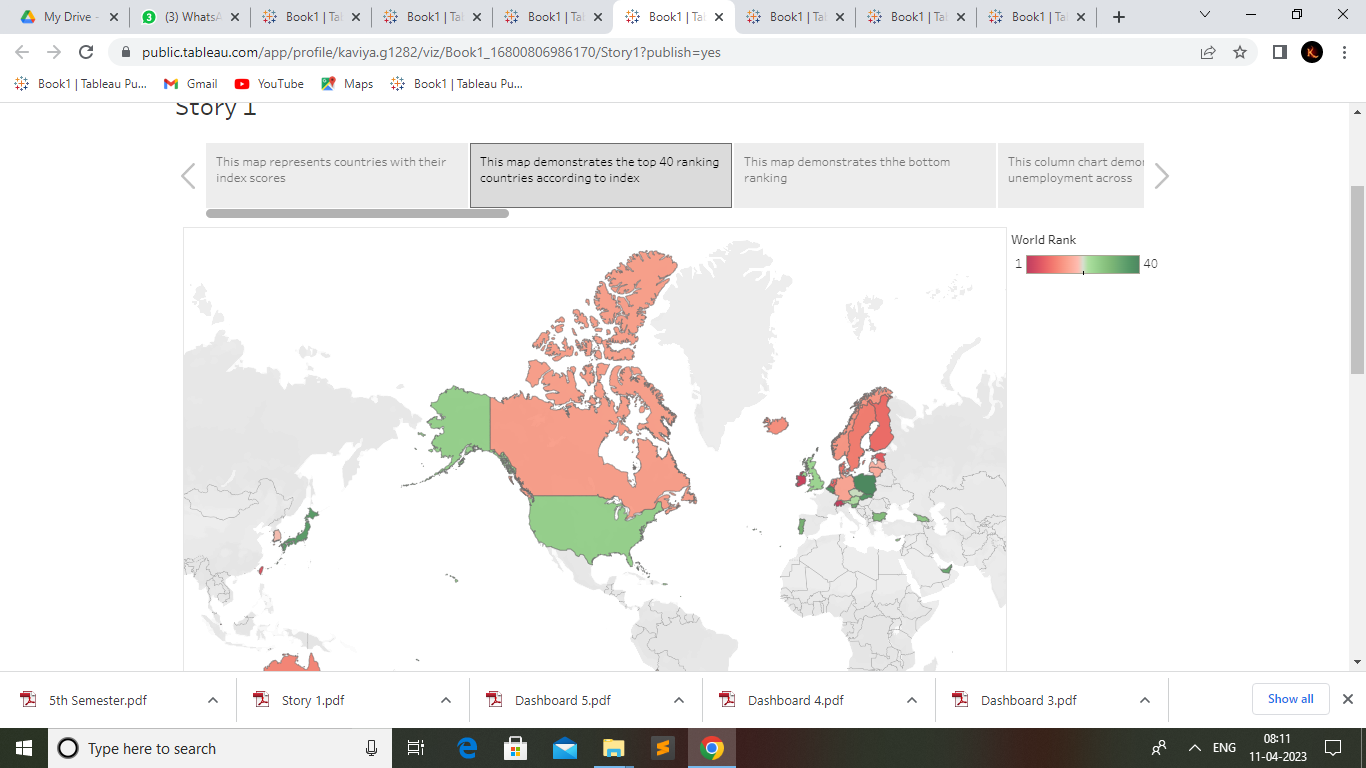 My Drive -
(3) WhatsA
Book1 | Tal
Book1 | Tal
Book1 | Tal
Book1 | Tal
Book1 | Tal
Book1 | Tal
Book1 | Tal
public.tableau.com/app/profile/kaviya.g1282/viz/Book1_16800806986170/Story1?publish=yes
Book1 | Tableau Pu...
Gmail
YouTube
Maps
Book1 | Tableau Pu...
Story 1
This map represents countries with their
index scores
This map demonstrates the top 40 ranking
countries according to index
This map demonstrates thhe bottom
ranking
This column chart demon
unemployment across
World Rank
1
40
5th Semester.pdf
Story 1.pdf
Dashboard 5.pdf
Dashboard 4.pdf
Dashboard 3.pdf
Show all
Type here to search
ENG
08:11
11-04-2023